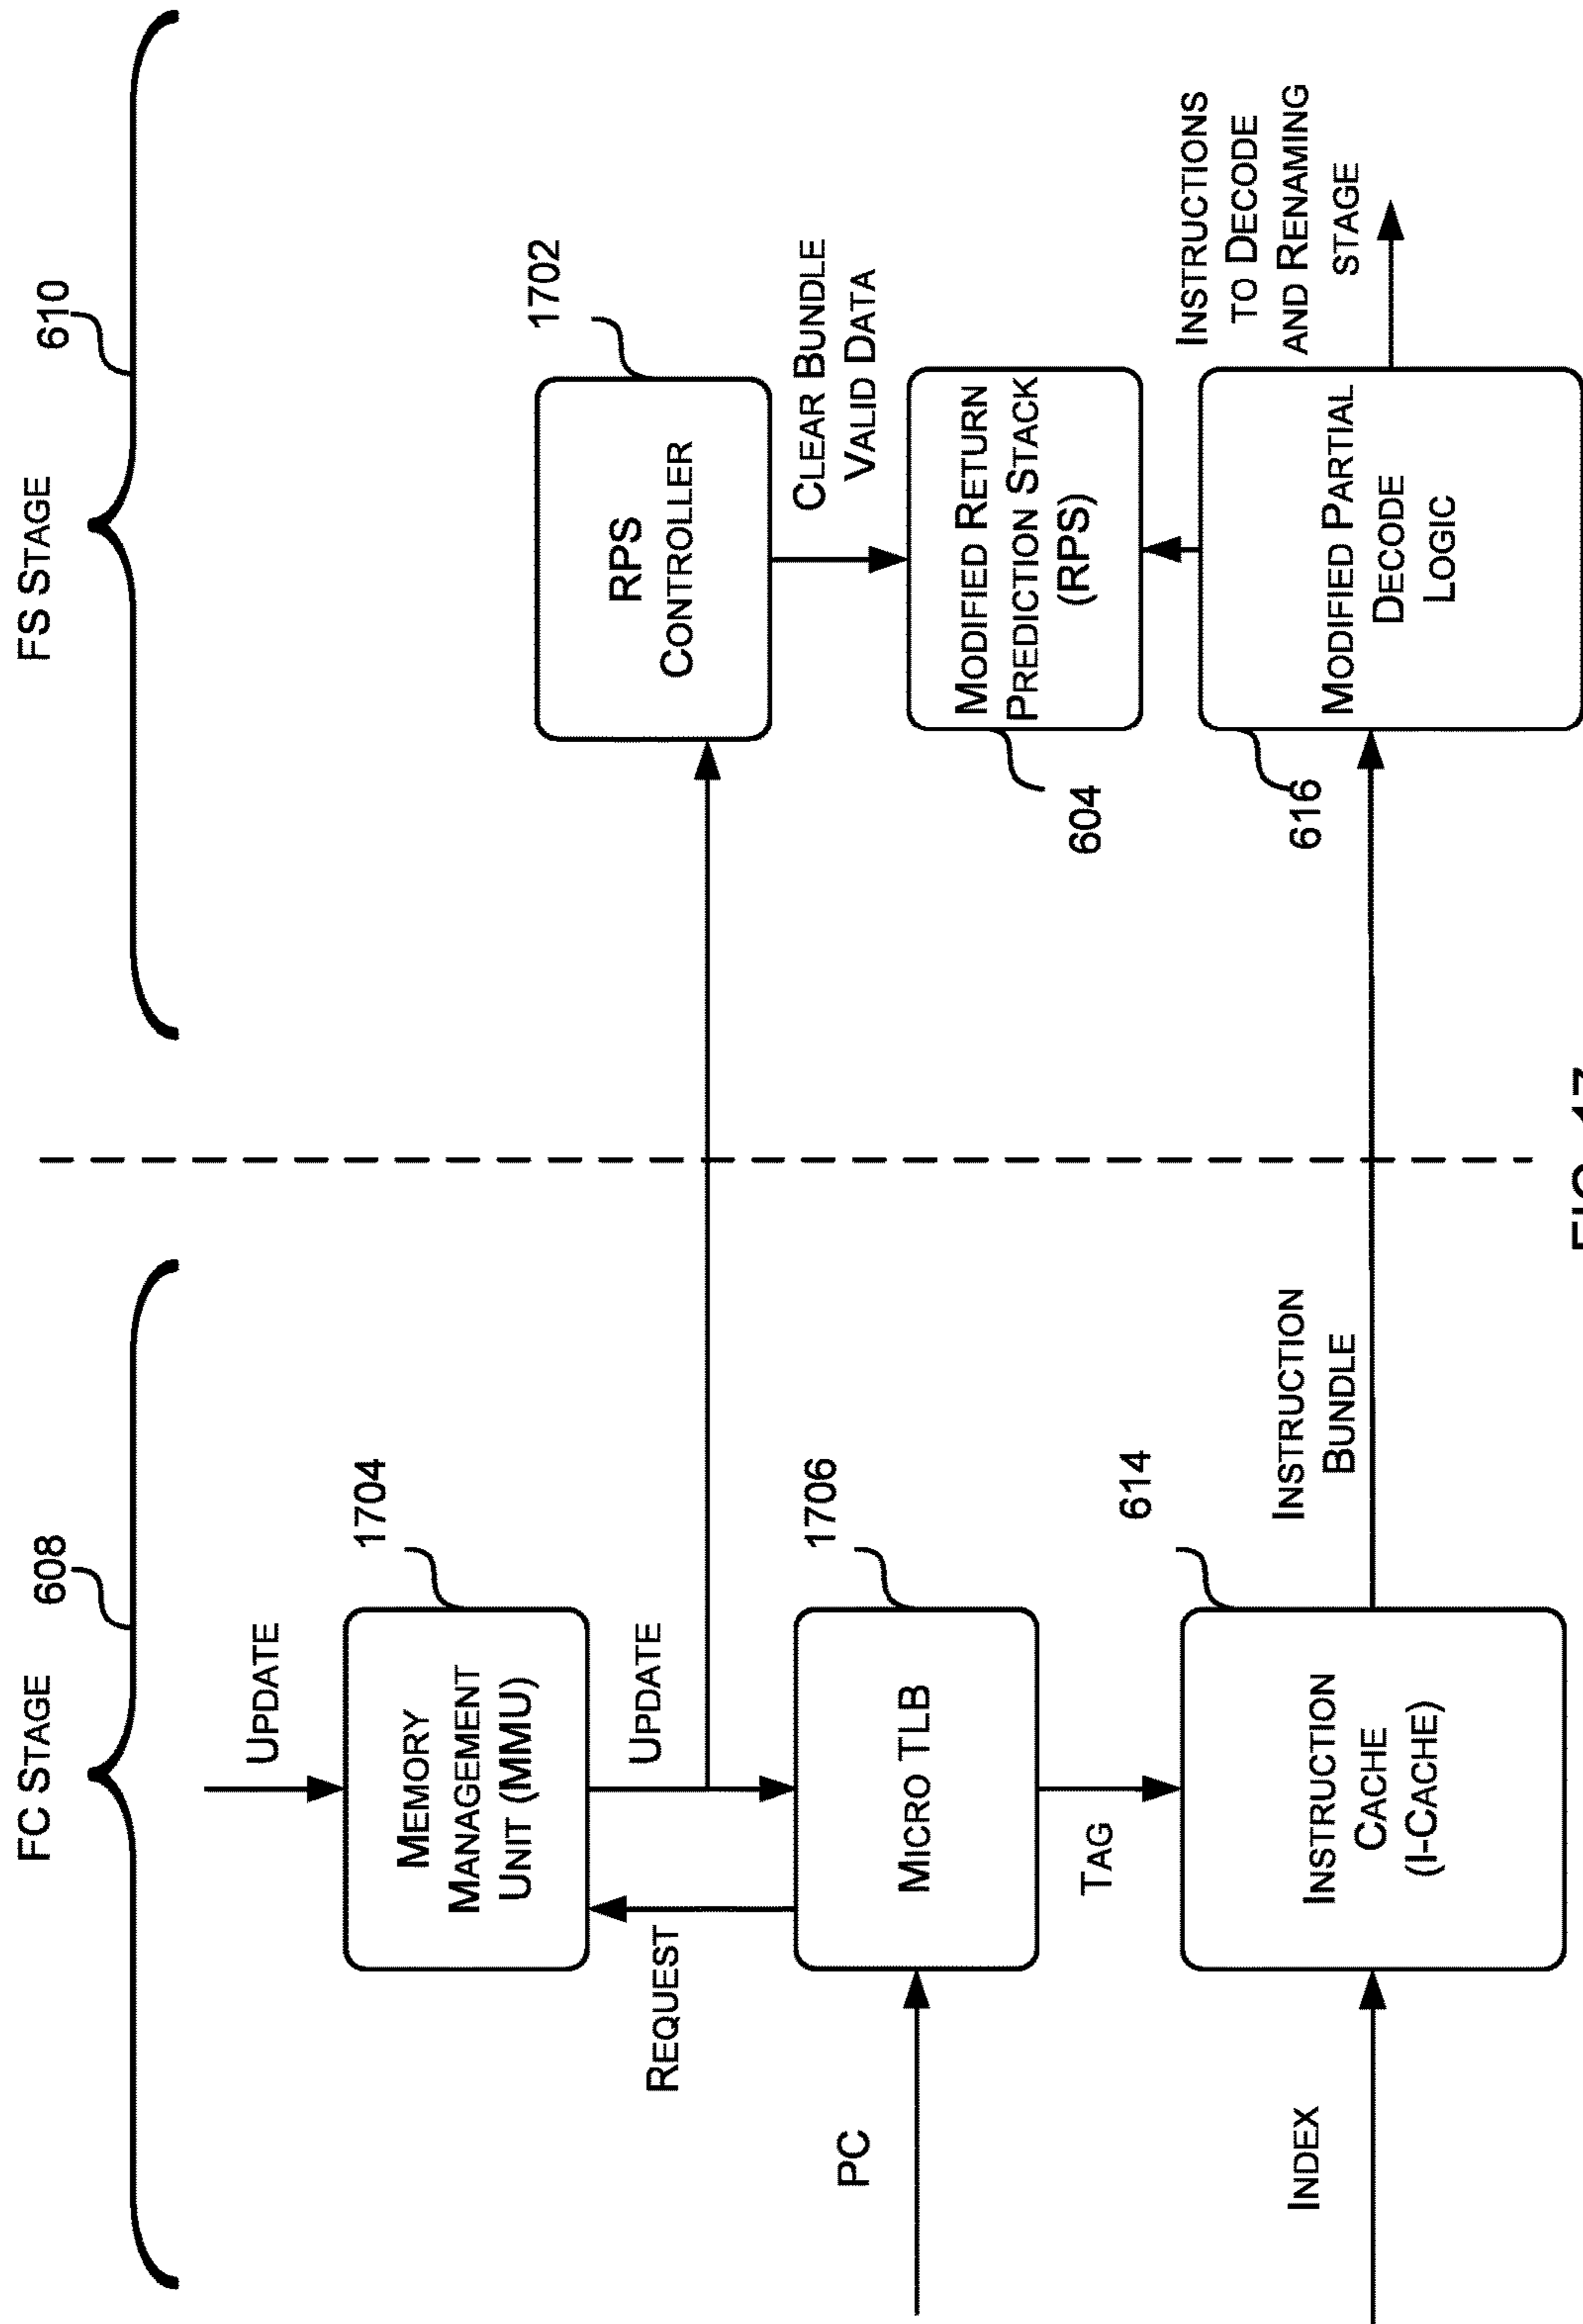 FC STAGE
608
FS STAGE
610
UPDATE
MEMORY
MANAGEMENT
UNIT (MMU)
1704
REQUEST
UPDATE
RPS
CONTROLLER
1702
PC
MICRO TLB
1706
CLEAR BUNDLE
VALID DATA
TAG
MODIFIED RETURN
PREDICTION STACK
(RPS)
604
INDEX
INSTRUCTION
CACHE
(I-CACHE)
614
INSTRUCTION
BUNDLE
616
MODIFIED PARTIAL
DECODE
LOGIC
INSTRUCTIONS
TO DECODE
AND RENAMING
STAGE